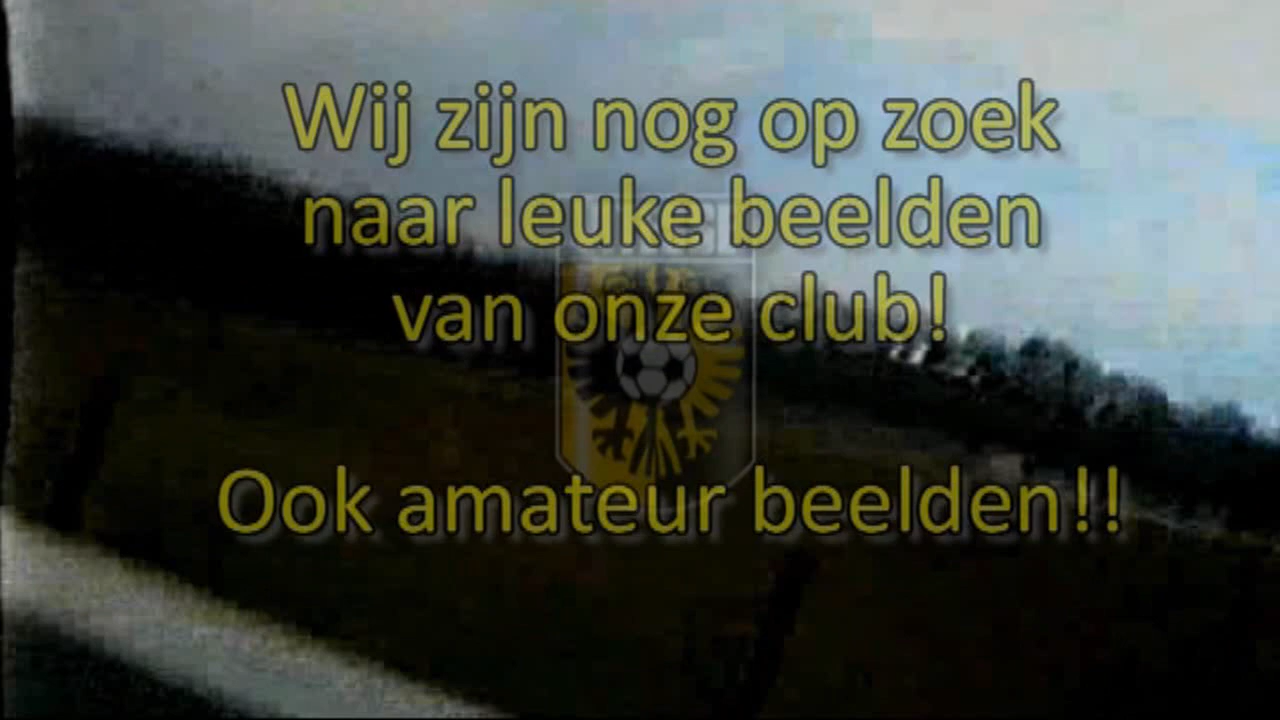 Wij zijn nog op zoek
naar leuke beelden
van onze club!
Ook amateur beelden!!